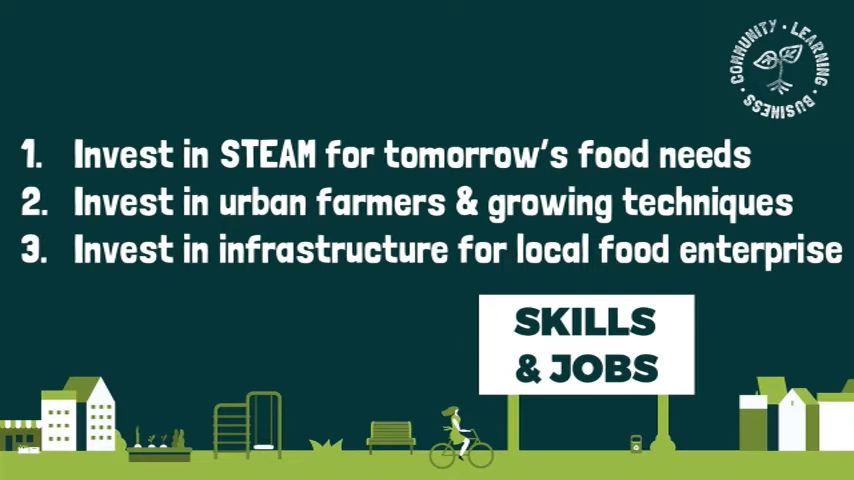 COMMUNITY · LEARNING · BUSINESS ·
1. Invest in STEAM for tomorrow's food needs
2. Invest in urban farmers & growing techniques
3. Invest in infrastructure for local food enterprise
SKILLS
& JOBS